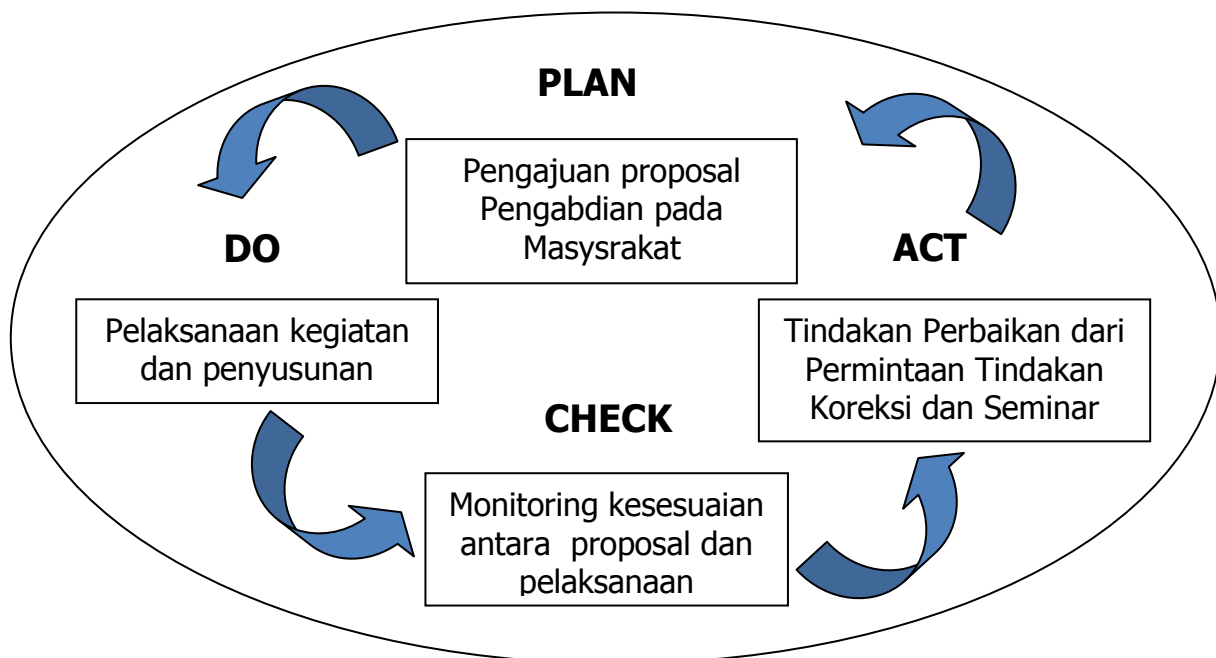 PLAN
Pengajuan proposal
Pengabdian pada
Masysrakat
DO
Pelaksanaan kegiatan
dan penyusunan
CHECK
Monitoring kesesuaian
antara proposal dan
pelaksanaan
ACT
Tindakan Perbaikan dari
Permintaan Tindakan
Koreksi dan Seminar